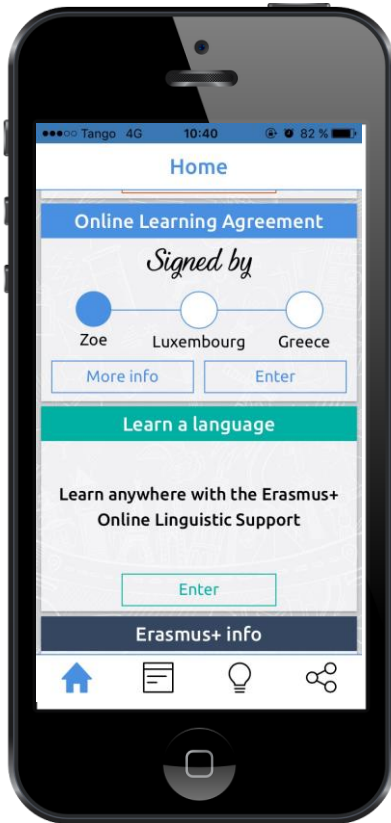 Tango 4G 10:40 82 %
Home
Online Learning Agreement
Signed by
Zoe Luxembourg Greece
More info Enter
Learn a language
Learn anywhere with the Erasmus+
Online Linguistic Support
Enter
Erasmus+ info